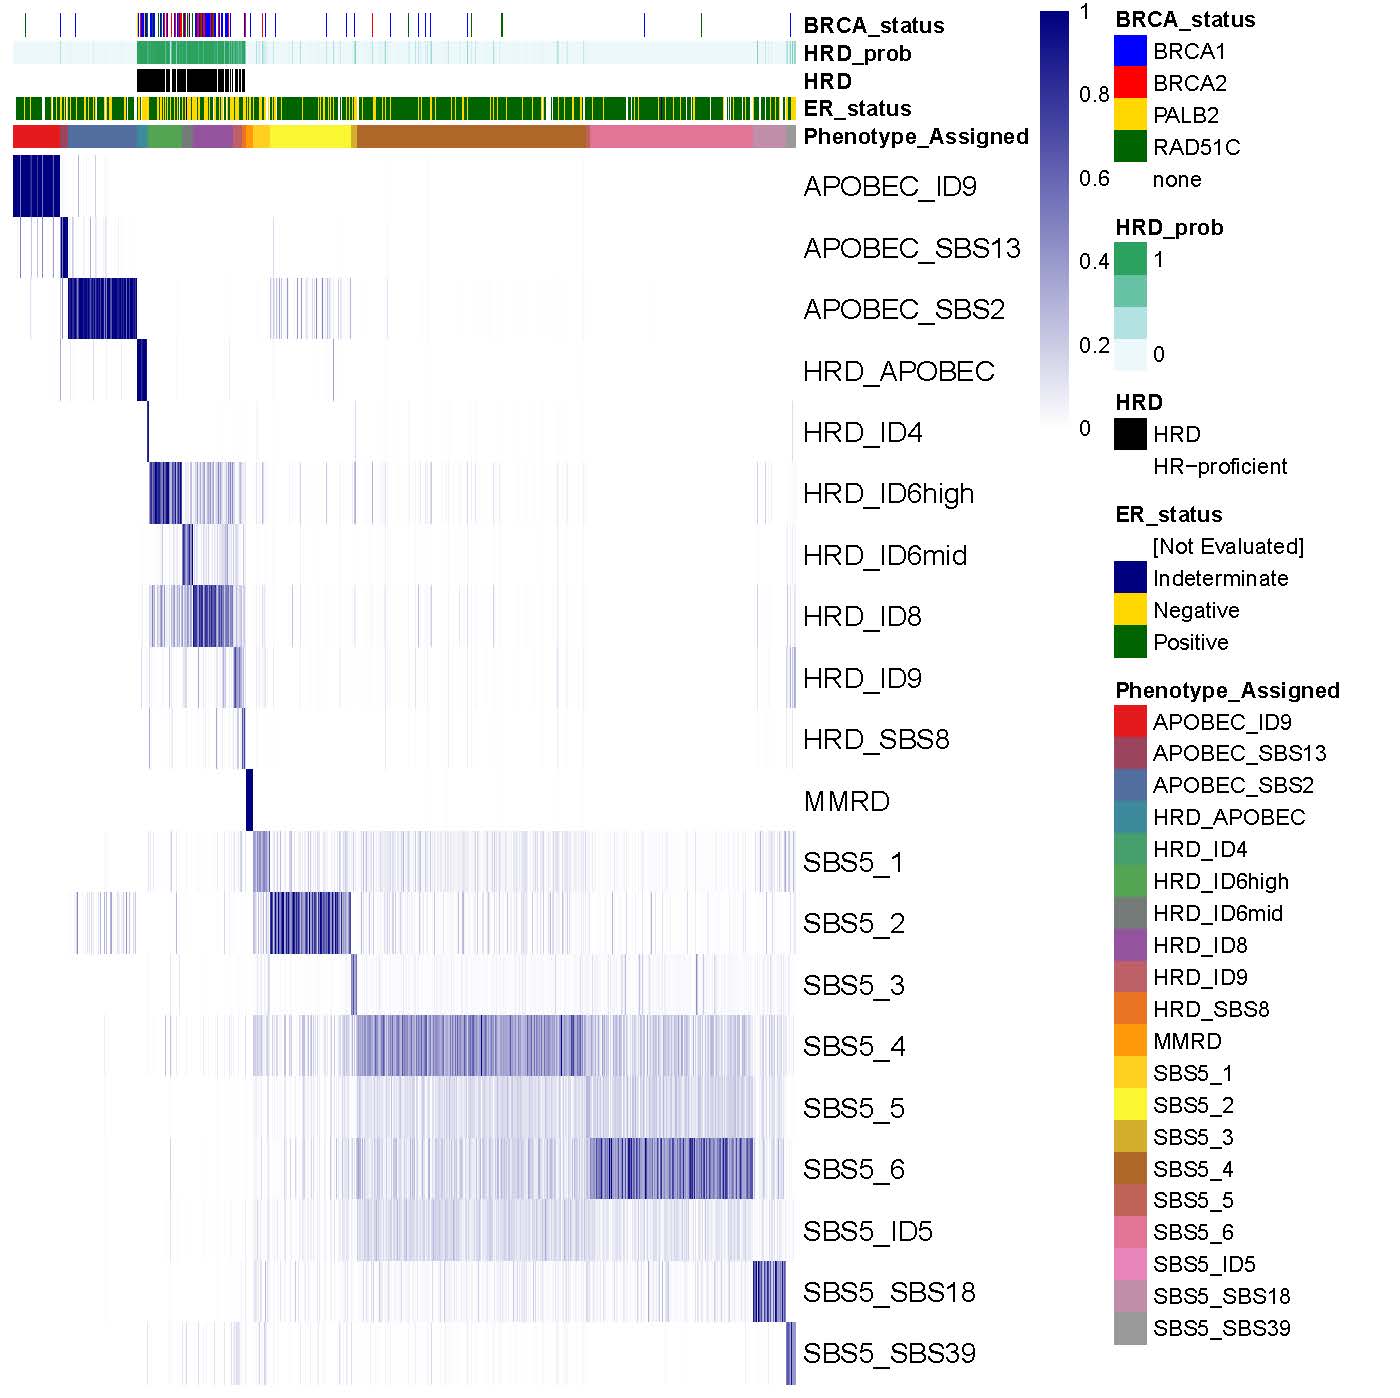 BRCA_status
HRD_prob
HRD
ER_status
Phenotype_Assigned
APOBEC_ID9
APOBEC_SBS13
APOBEC_SBS2
HRD_APOBEC
HRD_ID4
HRD_ID6high
HRD_ID6mid
HRD_ID8
HRD_ID9
HRD_SBS8
MMRD
SBS5_1
SBS5_2
SBS5_3
SBS5_4
SBS5_5
SBS5_6
SBS5_ID5
SBS5_SBS18
SBS5_SBS39
1
0.8
0.6
0.4
0.2
0
BRCA_status
BRCA1
BRCA2
PALB2
RAD51C
none
HRD_prob
1
0
HRD
HRD
HR−proficient
ER_status
[Not Evaluated]
Indeterminate
Negative
Positive
Phenotype_Assigned
APOBEC_ID9
APOBEC_SBS13
APOBEC_SBS2
HRD_APOBEC
HRD_ID4
HRD_ID6high
HRD_ID6mid
HRD_ID8
HRD_ID9
HRD_SBS8
MMRD
SBS5_1
SBS5_2
SBS5_3
SBS5_4
SBS5_5
SBS5_6
SBS5_ID5
SBS5_SBS18
SBS5_SBS39